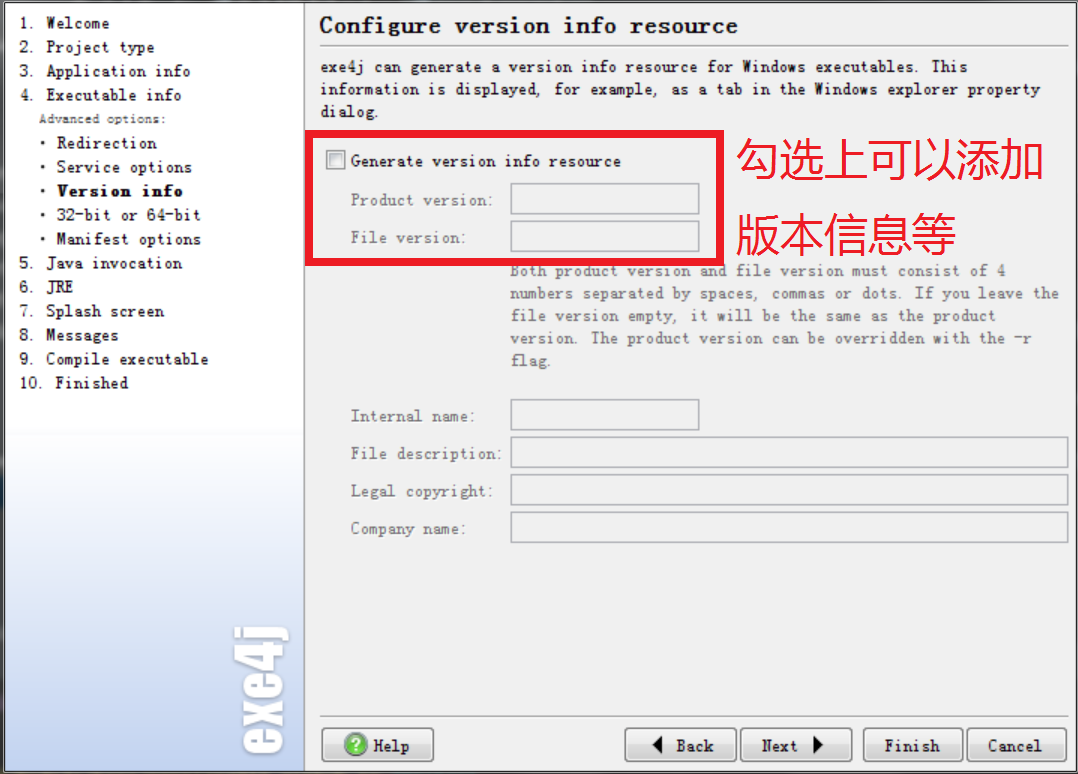 1. Welcome
2. Project type
3. Application info
4. Executable info
Advanced options:
· Redirection
· Service options
· Version info
· 32-bit or 64-bit
· Manifest options
5. Java invocation
6. JRE
7. Splash screen
8. Messages
9. Compile executable
10. Finished
exe4j
Configure version info resource
exe4j can generate a version info resource for Windows executables. This
information is displayed, for example, as a tab in the Windows explorer property
dialog.
Generate version info resource
Product version:
File version:
勾选上可以添加
版本信息等
Both product version and file version must consist of 4
numbers separated by spaces, commas or dots. If you leave the
file version empty, it will be the same as the product
version. The product version can be overridden with the -r
flag.
Internal name:
File description:
Legal copyright:
Company name:
? Help
Back
Next
Finish
Cancel